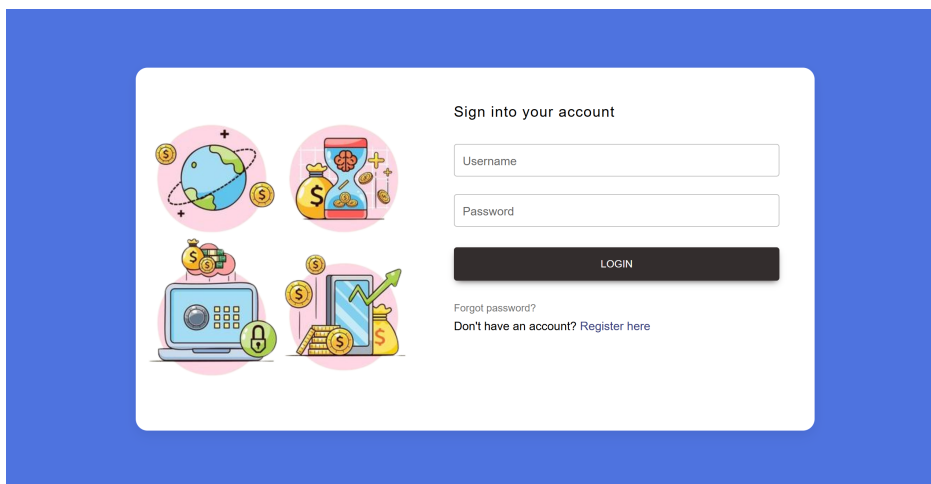 Sign into your account
Username
Password
LOGIN
Forgot password?
Don't have an account? Register here